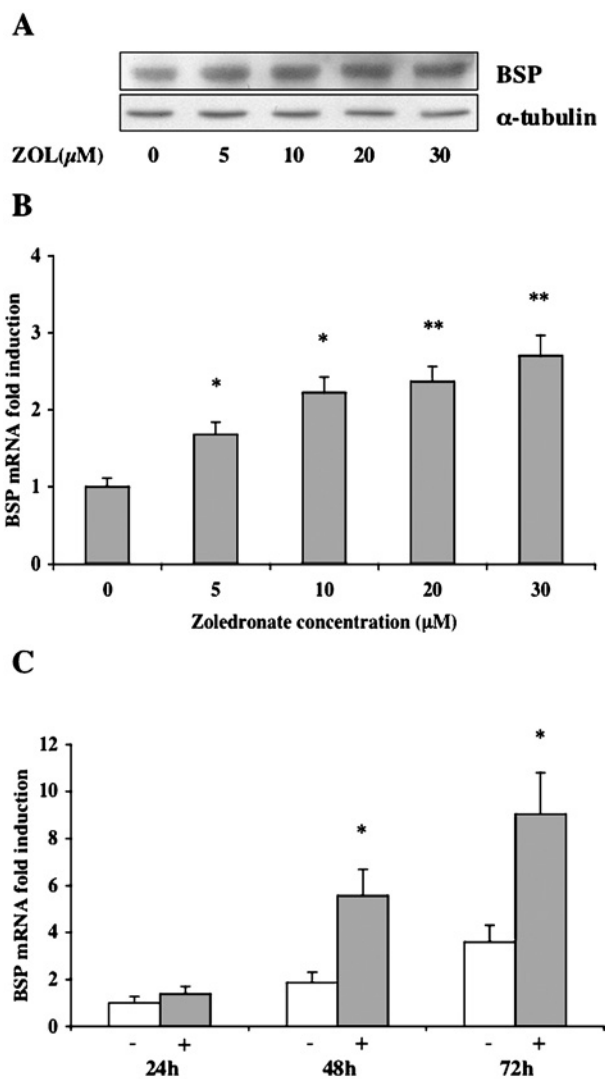 A
BSP
α-tubulin
ZOL(μM) 0 5 10 20 30
B
BSP mRNA fold induction
4
3
2
1
0
* * ** **
0 5 10 20 30
Zoledronate concentration (μM)
C
BSP mRNA fold induction
12
10
8
6
4
2
0
* *
- + - + - +
24h 48h 72h